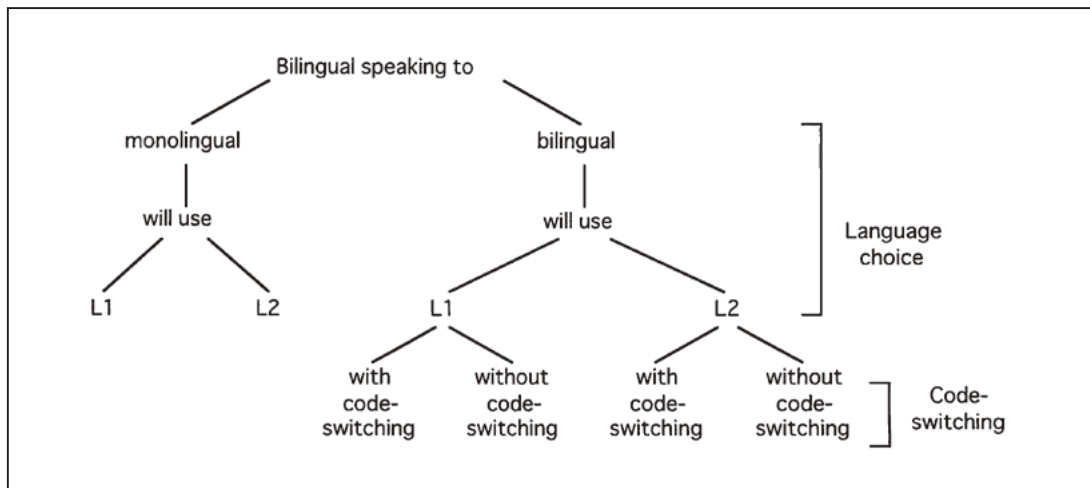 Bilingual speaking to
monolingual
bilingual
will use
will use
Language
choice
L1
L2
L1
L2
with
code-
switching
without
code-
switching
with
code-
switching
without
code-
switching
Code-
switching